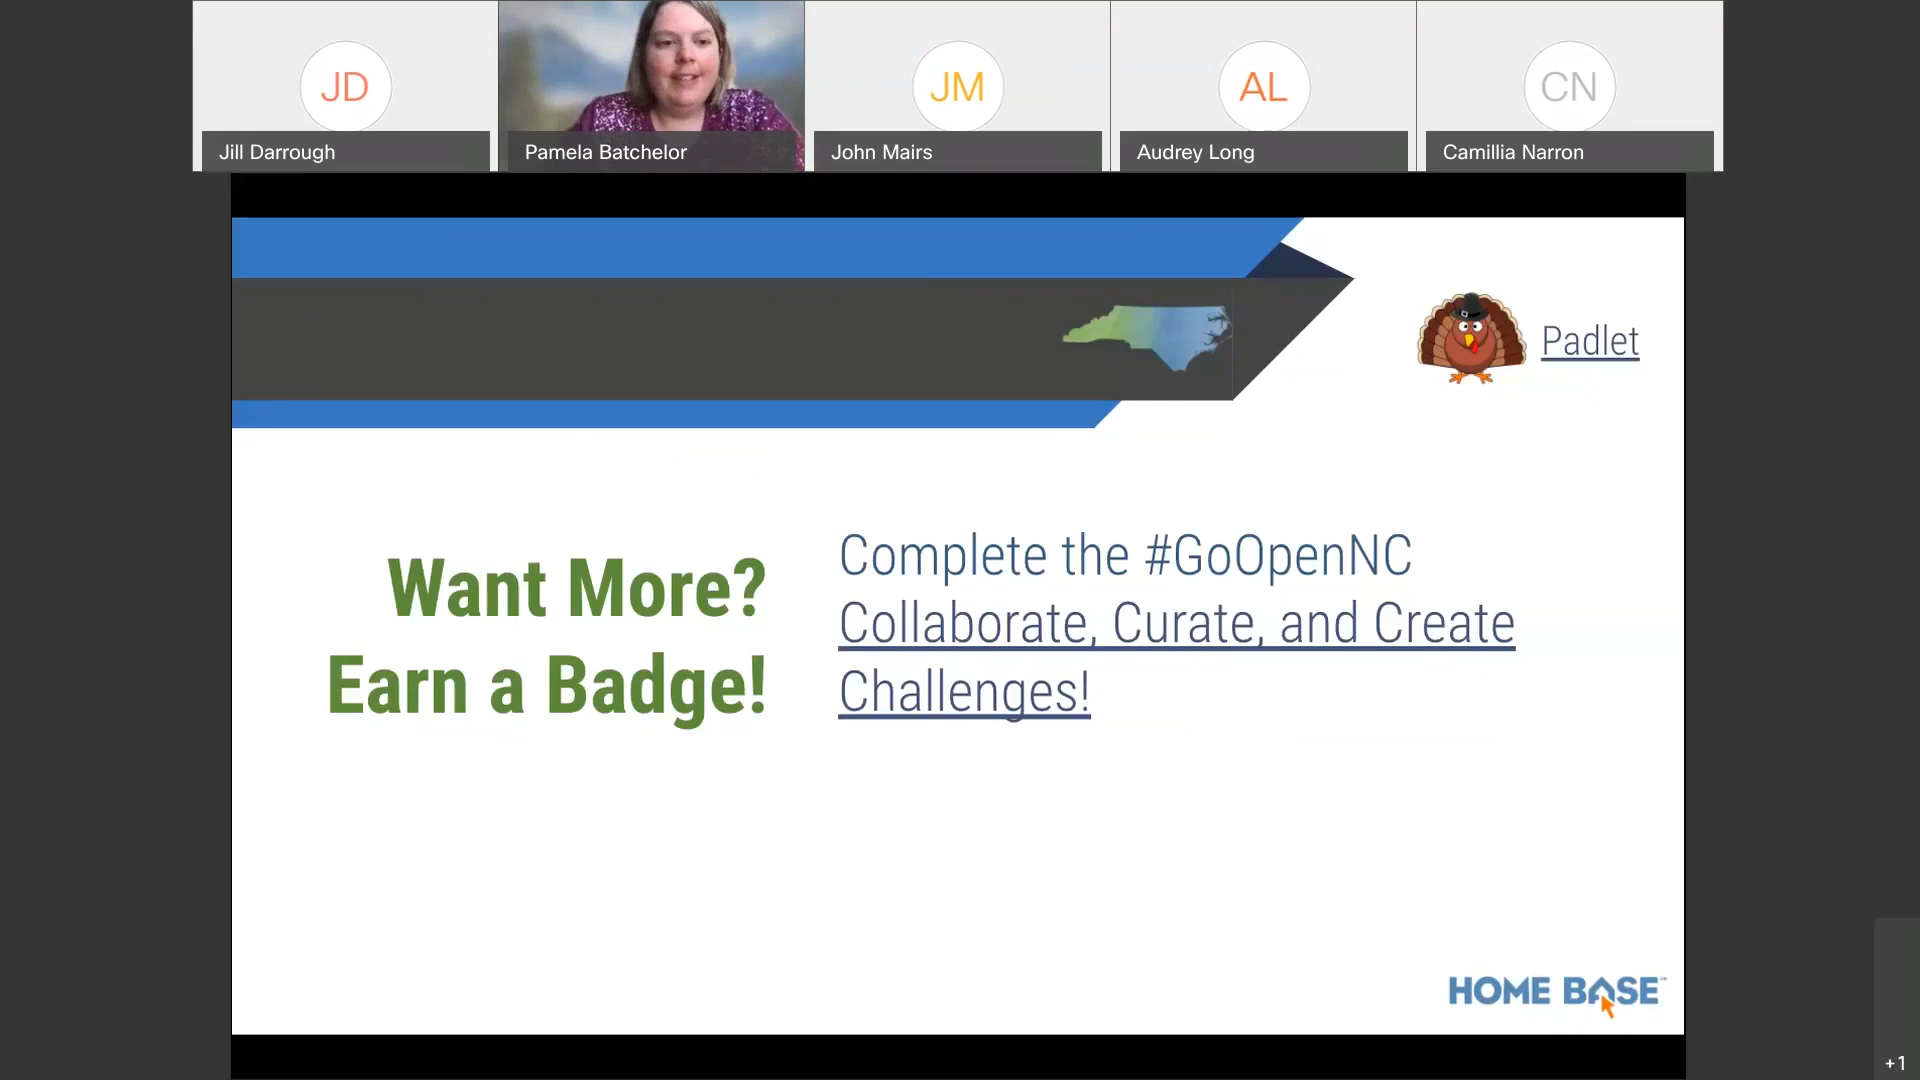 JD
JM
AL
CN
Jill Darrough
Pamela Batchelor
John Mairs
Audrey Long
Camillia Narron
Padlet
Want More?
Earn a Badge!
Complete the #GoOpenNC
Collaborate, Curate, and Create
Challenges!
HOME BASE
+1